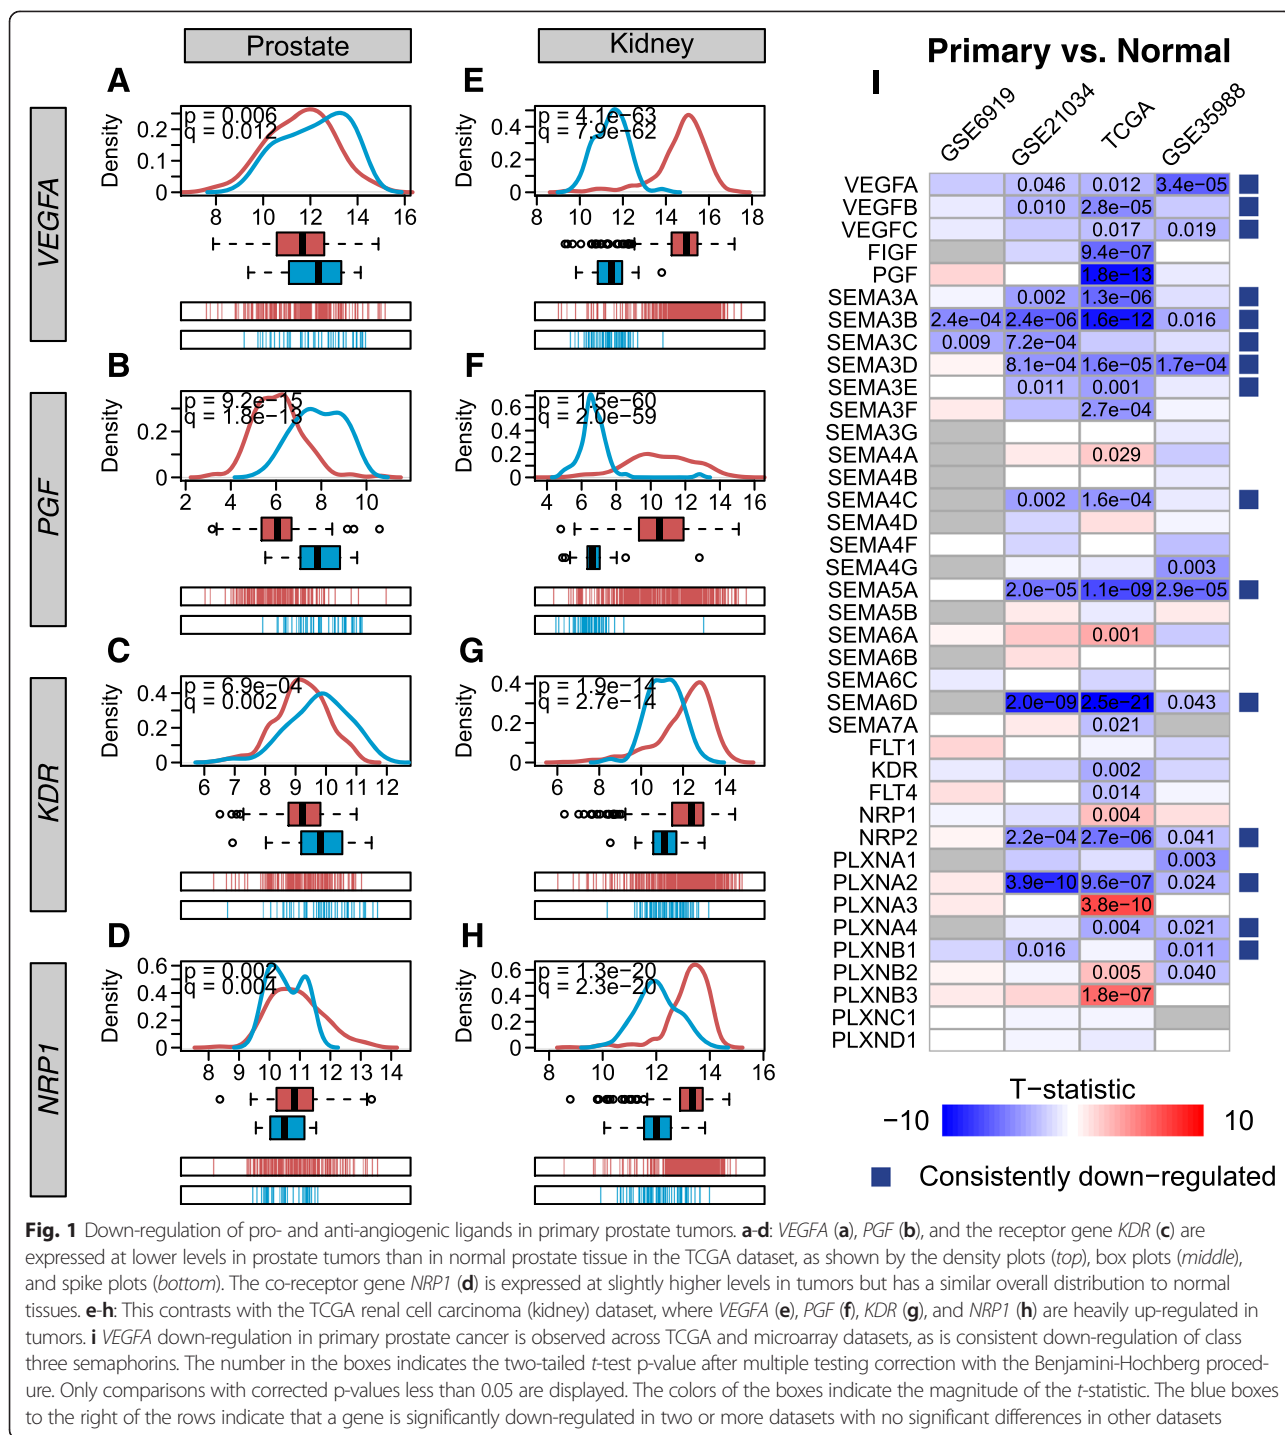 Prostate
Kidney
Primary vs. Normal
A
E
I
GSE6919
GSE21034
TCGA
GSE35988
VEGFA
p = 0.006
q = 0.012
Density
0.2
0.1
0
8 10 12 14 16
p = 4.1e−63
q = 7.9e−62
Density
0.4
0.2
0
8 10 12 14 16 18
B
F
PGF
p = 9.2e−15
q = 1.8e−13
Density
0.2
0
2 4 6 8 10
p = 1.5e−60
q = 2.0e−59
Density
0.6
0.4
0.2
0
4 6 8 10 12 14 16
C
G
KDR
p = 6.9e−04
q = 0.002
Density
0.4
0.2
0
6 7 8 9 10 11 12
p = 1.9e−14
q = 2.7e−14
Density
0.4
0.2
0
6 8 10 12 14
D
H
NRP1
p = 0.002
q = 0.004
Density
0.6
0.4
0.2
0
8 9 10 11 12 13 14
p = 1.3e−20
q = 2.3e−20
Density
0.6
0.4
0.2
0
10 12 14 16
VEGFA 0.046 0.012 3.4e−05
VEGFB 0.010 2.8e−05
VEGFC 0.017 0.019
FIGF 9.4e−07
PGF 1.8e−13
SEMA3A 0.002 1.3e−06
SEMA3B 2.4e−04 2.4e−06 1.6e−12 0.016
SEMA3C 0.009 7.2e−04
SEMA3D 8.1e−04 1.6e−05 1.7e−04
SEMA3E 0.011 0.001
SEMA3F 2.7e−04
SEMA3G
SEMA4A 0.029
SEMA4B
SEMA4C 0.002 1.6e−04
SEMA4D
SEMA4F
SEMA4G 0.003
SEMA5A 2.0e−05 1.1e−09 2.9e−05
SEMA5B
SEMA6A 0.001
SEMA6B
SEMA6C
SEMA6D 2.0e−09 2.5e−21 0.043
SEMA7A 0.021
FLT1
KDR 0.002
FLT4 0.014
NRP1 0.004
NRP2 2.2e−04 2.7e−06 0.041
PLXNA1 0.003
PLXNA2 3.9e−10 9.6e−07 0.024
PLXNA3 3.8e−10
PLXNA4 0.004 0.021
PLXNB1 0.016 0.011
PLXNB2 0.005 0.040
PLXNB3 1.8e−07
PLXNC1
PLXND1
T−statistic
−10 10
Consistently down−regulated
Fig. 1 Down-regulation of pro- and anti-angiogenic ligands in primary prostate tumors. a-d: VEGFA (a), PGF (b), and the receptor gene KDR (c) are
expressed at lower levels in prostate tumors than in normal prostate tissue in the TCGA dataset, as shown by the density plots (top), box plots (middle),
and spike plots (bottom). The co-receptor gene NRP1 (d) is expressed at slightly higher levels in tumors but has a similar overall distribution to normal
tissues. e-h: This contrasts with the TCGA renal cell carcinoma (kidney) dataset, where VEGFA (e), PGF (f), KDR (g), and NRP1 (h) are heavily up-regulated in
tumors. i VEGFA down-regulation in primary prostate cancer is observed across TCGA and microarray datasets, as is consistent down-regulation of class
three semaphorins. The number in the boxes indicates the two-tailed t-test p-value after multiple testing correction with the Benjamini-Hochberg proced-
ure. Only comparisons with corrected p-values less than 0.05 are displayed. The colors of the boxes indicate the magnitude of the t-statistic. The blue boxes
to the right of the rows indicate that a gene is significantly down-regulated in two or more datasets with no significant differences in other datasets